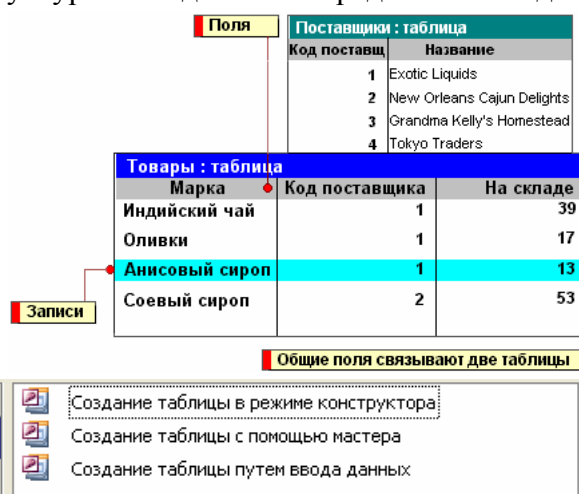 Поля
Поставщики : таблица
Код поставщ Название
1 Exotic Liquids
2 New Orleans Cajun Delights
3 Grandma Kelly's Homestead
4 Tokyo Traders
Товары : таблица
Марка Код поставщика На складе
Индийский чай 1 39
Оливки 1 17
Анисовый сироп 1 13
Соевый сироп 2 53
Записи
Общие поля связывают две таблицы
Создание таблицы в режиме конструктора
Создание таблицы с помощью мастера
Создание таблицы путем ввода данных